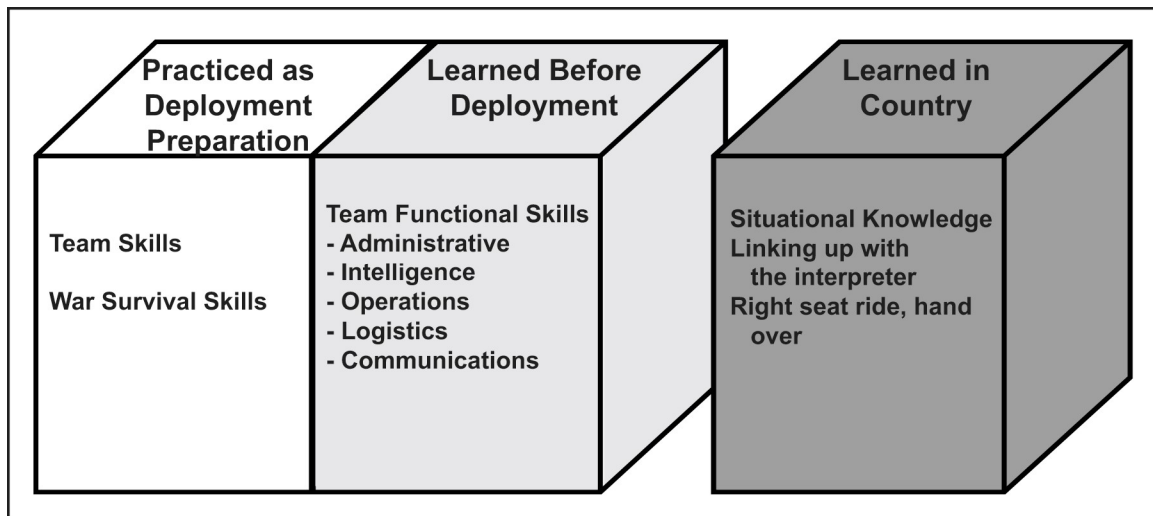 Practiced as
Deployment
Preparation
Team Skills
War Survival Skills
Learned Before
Deployment
Team Functional Skills
- Administrative
- Intelligence
- Operations
- Logistics
- Communications
Learned in
Country
Situational Knowledge
Linking up with
the interpreter
Right seat ride, hand
over